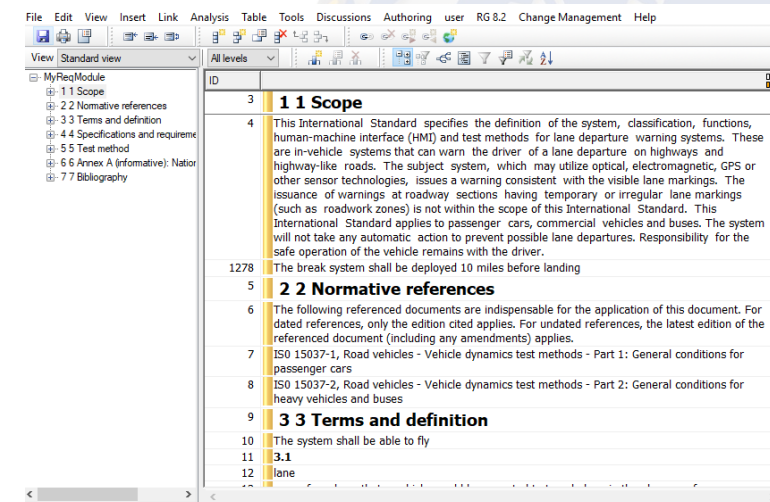 File Edit View Insert Link Analysis Table Tools Discussions Authoring user RG 8.2 Change Management Help
View Standard view All levels
MyReqModule
1 1 Scope
2 2 Normative references
3 3 Terms and definition
4 4 Specifications and requireme
5 5 Test method
6 6 Annex A (informative): Nation
7 7 Bibliography
ID
3 1 1 Scope
4 This International Standard specifies the definition of the system, classification, functions,
human-machine interface (HMI) and test methods for lane departure warning systems. These
are in-vehicle systems that can warn the driver of a lane departure on highways and
highway-like roads. The subject system, which may utilize optical, electromagnetic, GPS or
other sensor technologies, issues a warning consistent with the visible lane markings. The
issuance of warnings at roadway sections having temporary or irregular lane markings
(such as roadwork zones) is not within the scope of this International Standard. This
International Standard applies to passenger cars, commercial vehicles and buses. The system
will not take any automatic action to prevent possible lane departures. Responsibility for the
safe operation of the vehicle remains with the driver.
1278 The break system shall be deployed 10 miles before landing
5 2 2 Normative references
6 The following referenced documents are indispensable for the application of this document. For
dated references, only the edition cited applies. For undated references, the latest edition of the
referenced document (including any amendments) applies.
7 IS0 15037-1, Road vehicles - Vehicle dynamics test methods - Part 1: General conditions for
passenger cars
8 IS0 15037-2, Road vehicles - Vehicle dynamics test methods - Part 2: General conditions for
heavy vehicles and buses
9 3 3 Terms and definition
10 The system shall be able to fly
11 3.1
12 lane